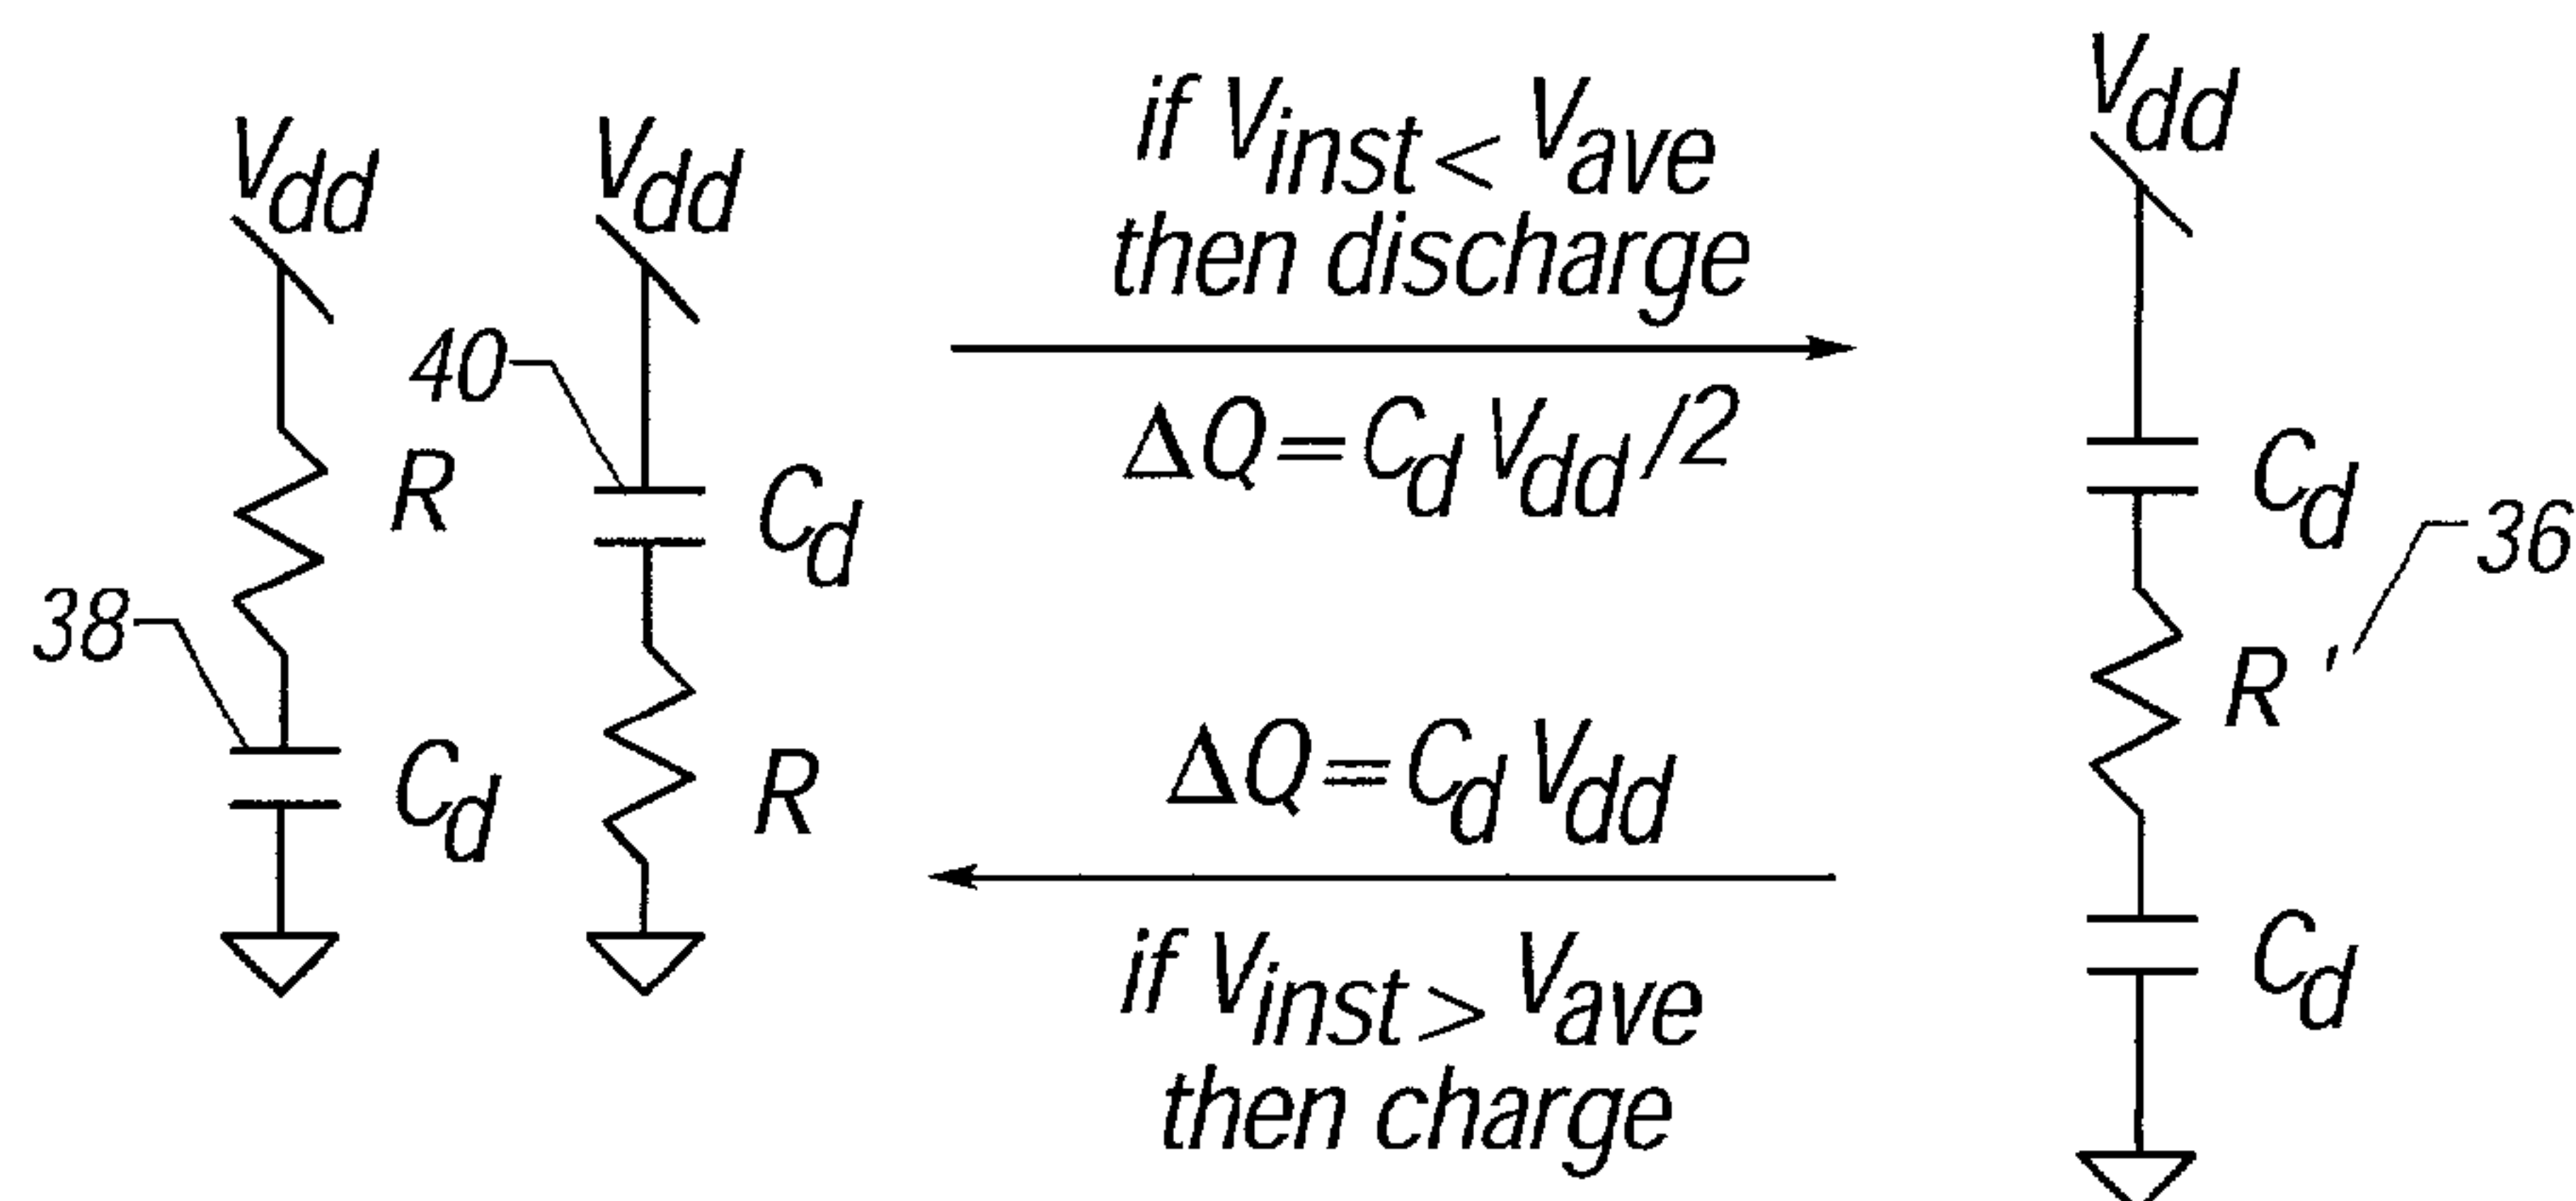 Vdd
R
38
Cd
Vdd
40
Cd
R
if Vinst < Vave
then discharge
ΔQ = Cd Vdd /2
ΔQ = Cd Vdd
if Vinst > Vave
then charge
Vdd
Cd
36
R'
Cd